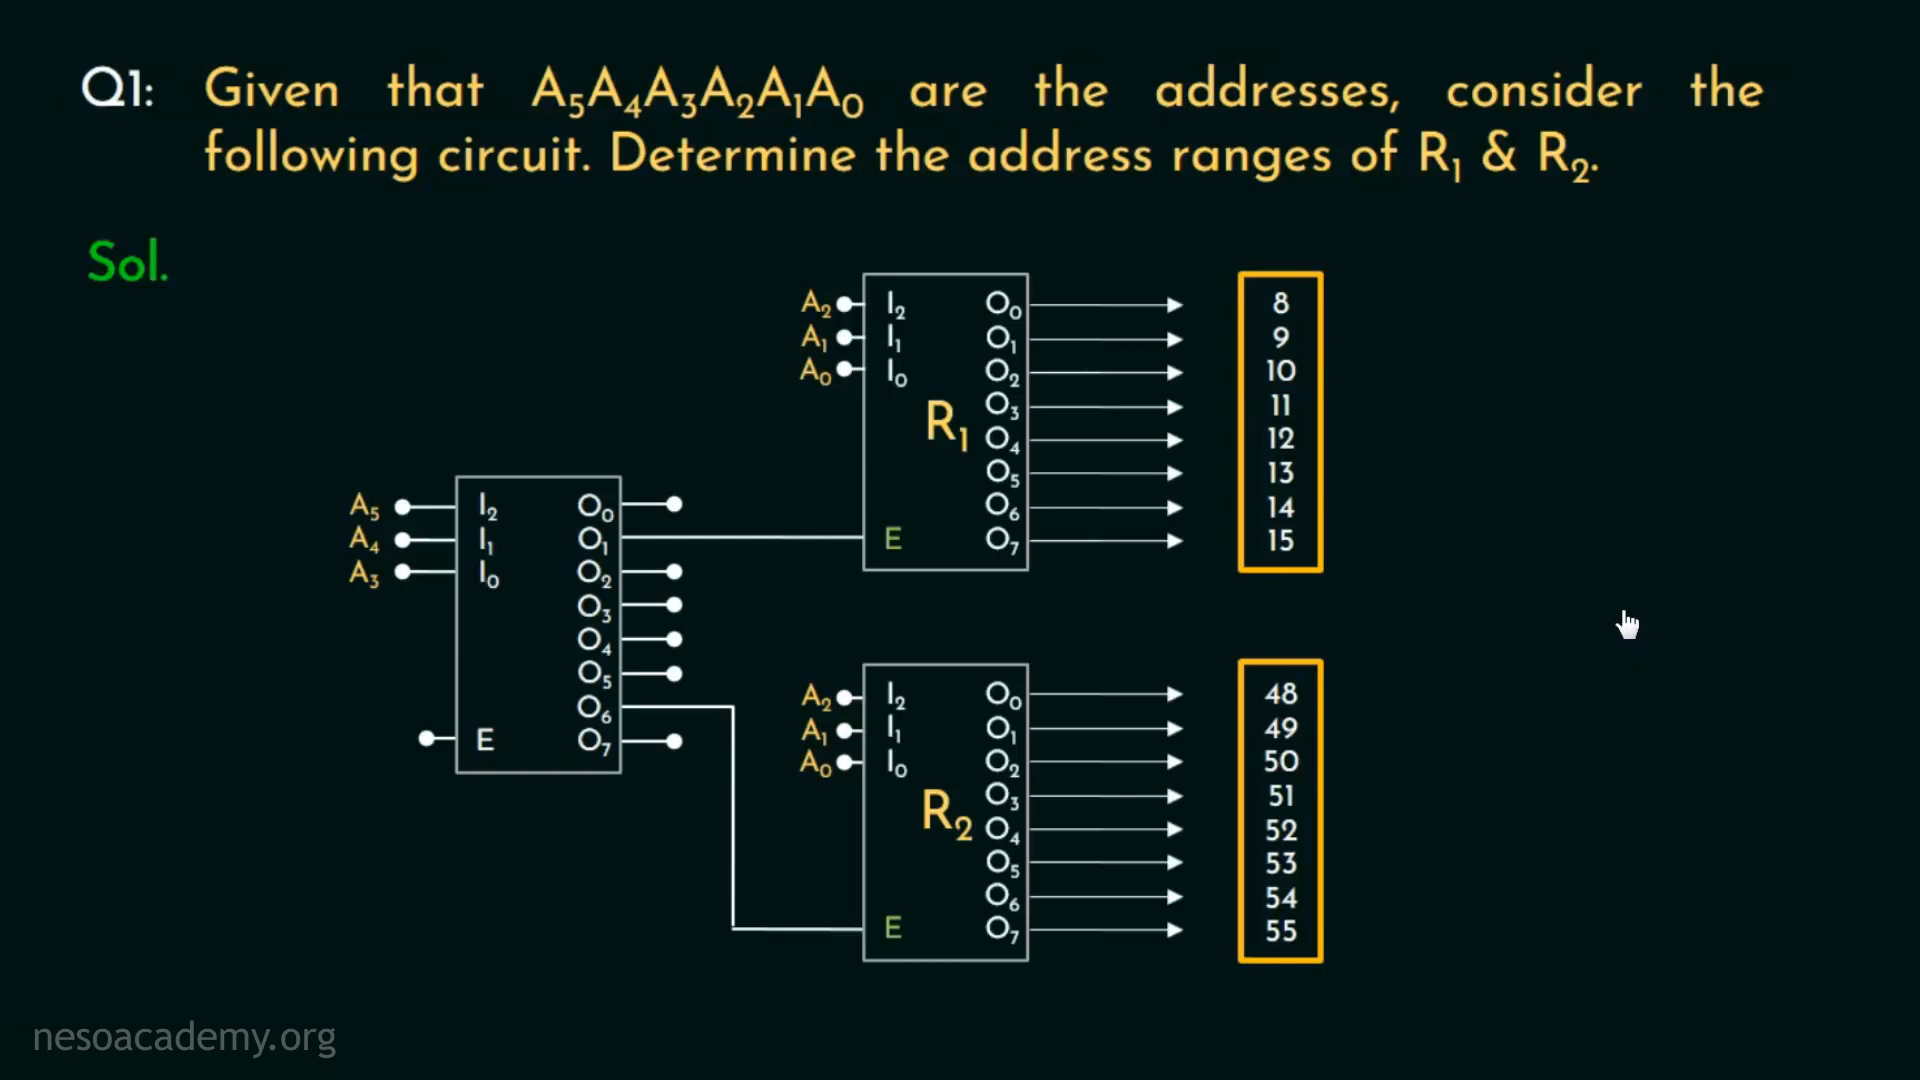 Q1: Given that A₅A₄A₃A₂A₁A₀ are the addresses, consider the
following circuit. Determine the address ranges of R₁ & R₂.
Sol.
A₂ I₂ O₀ 8
A₁ I₁ O₁ 9
A₀ I₀ O₂ 10
O₃ 11
R₁
O₄ 12
O₅ 13
O₆ 14
E O₇ 15
A₅ I₂ O₀
A₄ I₁ O₁
A₃ I₀ O₂
O₃
O₄
O₅
O₆
E O₇
A₂ I₂ O₀ 48
A₁ I₁ O₁ 49
A₀ I₀ O₂ 50
O₃ 51
R₂
O₄ 52
O₅ 53
O₆ 54
E O₇ 55
nesoacademy.org